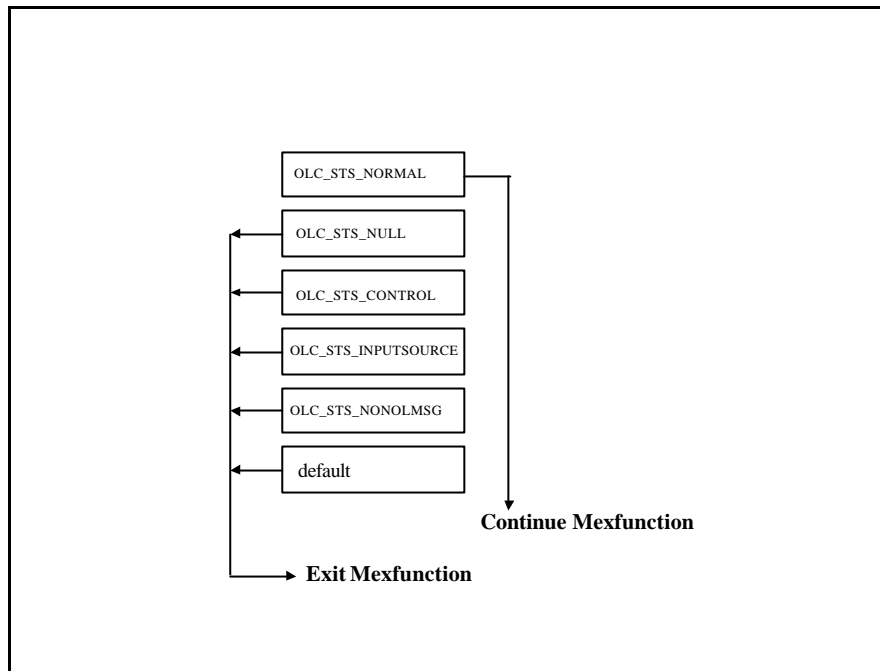 OLC_STS_NORMAL
OLC_STS_NULL
OLC_STS_CONTROL
OLC_STS_INPUTSOURCE
OLC_STS_NONOLMSG
default
Continue Mexfunction
Exit Mexfunction